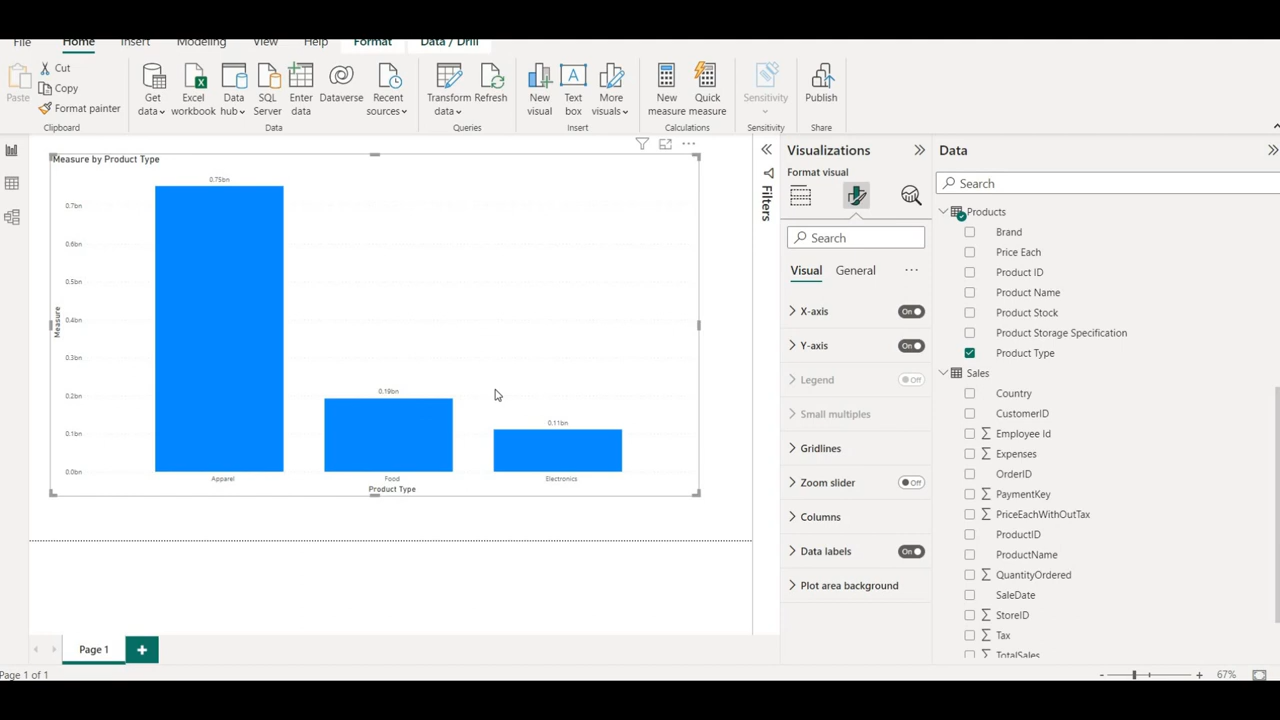 File Home Insert Modeling View Help Format Data / Drill
Paste
Cut
Copy
Format painter
Clipboard
Get data
Excel workbook
Data hub
SQL Server
Enter data
Dataverse
Recent sources
Data
Transform data
Refresh
Queries
New visual
Text box
More visuals
Insert
New measure
Quick measure
Calculations
Sensitivity
Sensitivity
Publish
Share
Measure by Product Type
0.75bn
0.7bn
0.6bn
0.5bn
0.4bn
0.3bn
0.2bn
0.1bn
0.0bn
Measure
0.19bn
0.11bn
Apparel Food Electronics
Product Type
Filters
Visualizations
Format visual
Search
Visual General
X-axis On
Y-axis On
Legend Off
Small multiples
Gridlines
Zoom slider Off
Columns
Data labels On
Plot area background
Data
Search
Products
Brand
Price Each
Product ID
Product Name
Product Stock
Product Storage Specification
Product Type
Sales
Country
CustomerID
Employee Id
Expenses
OrderID
PaymentKey
PriceEachWithOutTax
ProductID
ProductName
QuantityOrdered
SaleDate
StoreID
Tax
TotalSales
Page 1
Page 1 of 1
67%